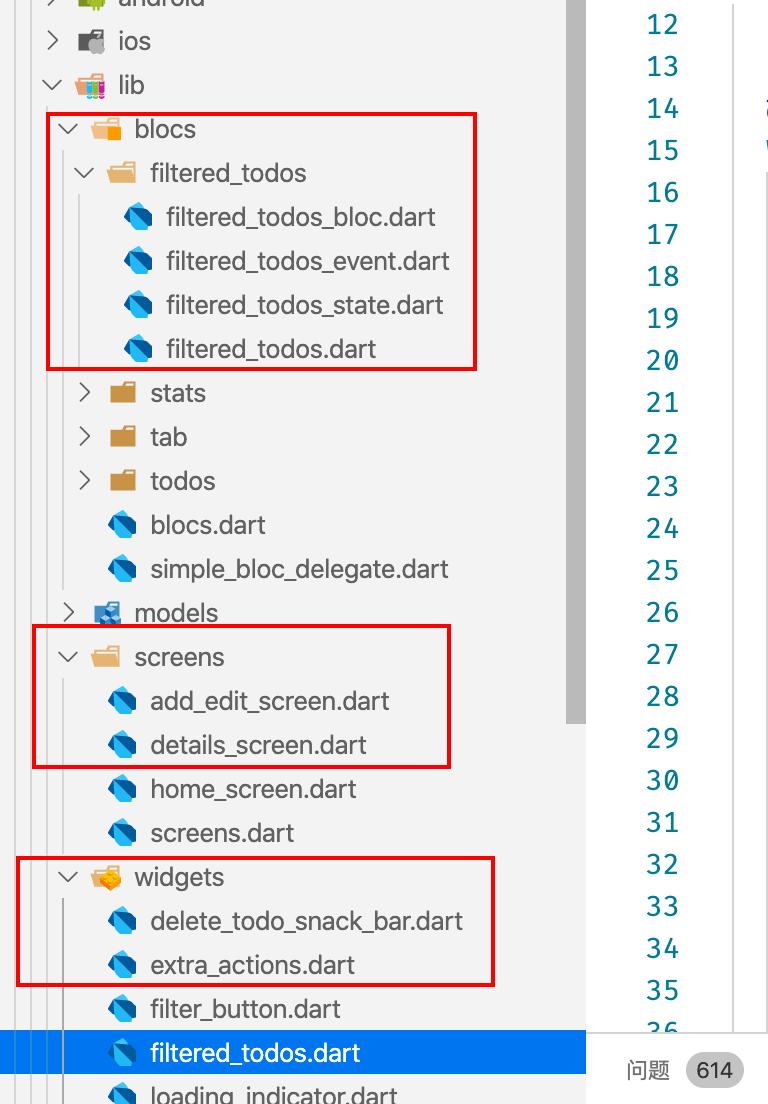 android
ios
lib
blocs
filtered_todos
filtered_todos_bloc.dart
filtered_todos_event.dart
filtered_todos_state.dart
filtered_todos.dart
stats
tab
todos
blocs.dart
simple_bloc_delegate.dart
models
screens
add_edit_screen.dart
details_screen.dart
home_screen.dart
screens.dart
widgets
delete_todo_snack_bar.dart
extra_actions.dart
filter_button.dart
filtered_todos.dart
loading_indicator.dart
12
13
14
15
16
17
18
19
20
21
22
23
24
25
26
27
28
29
30
31
32
33
34
35
36
问题 614